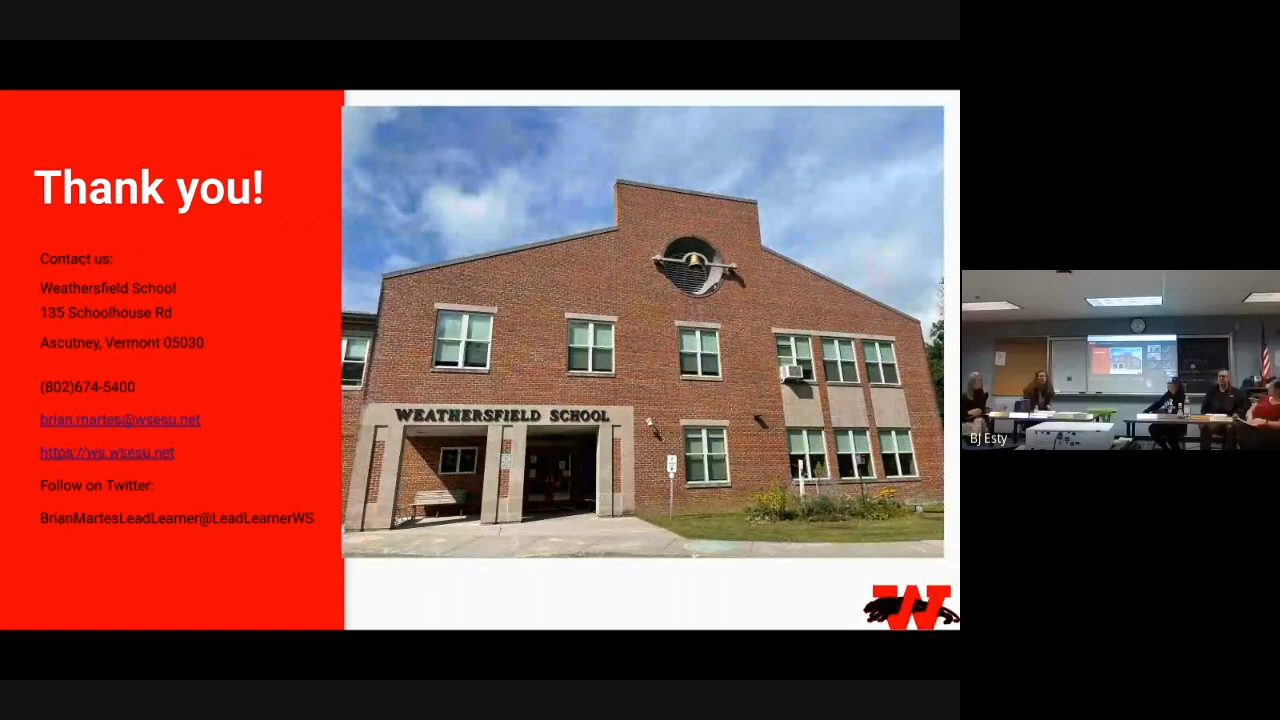 Thank you!
Contact us:
Weathersfield School
135 Schoolhouse Rd
Ascutney, Vermont 05030
(802)674-5400
brian.martes@wsesu.net
https://ws.wsesu.net
Follow on Twitter:
BrianMartesLeadLearner@LeadLearnerWS
WEATHERSFIELD SCHOOL
W
BJ Esty